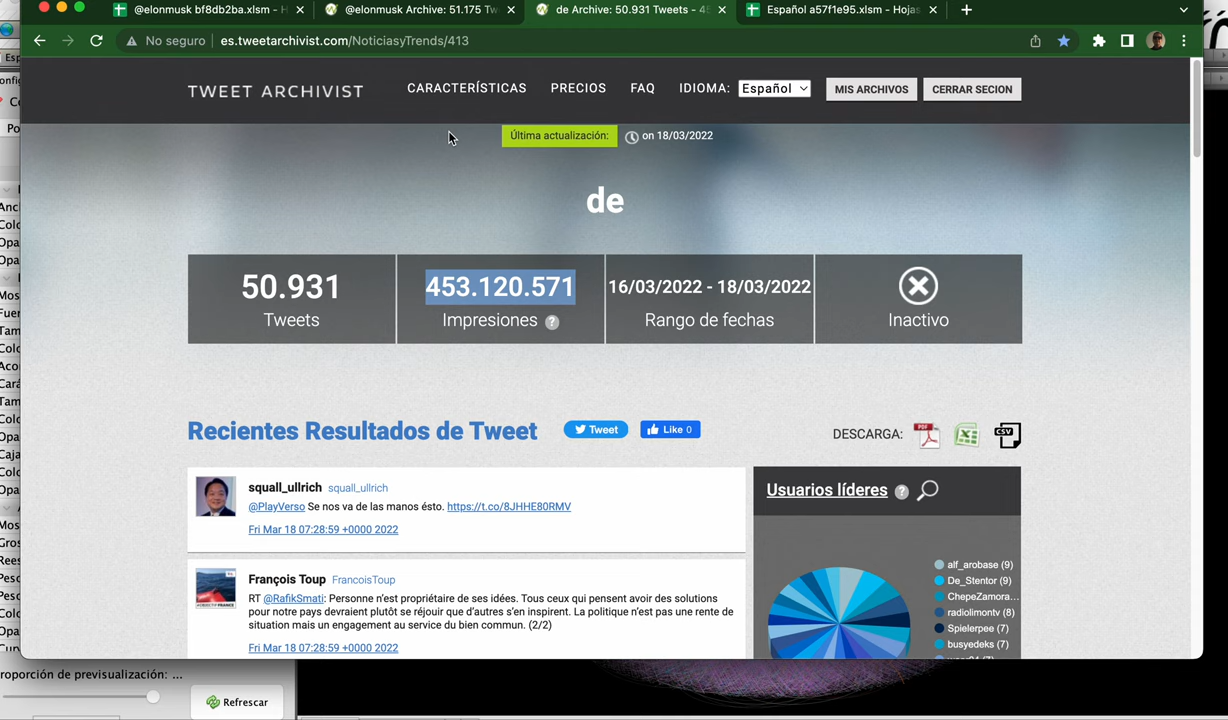 @elonmusk bf8db2ba.xlsm - H
@elonmusk Archive: 51.175 Tw
de Archive: 50.931 Tweets - 45
Español a57f1e95.xlsm - Hojas
No seguro
es.tweetarchivist.com/NoticiasyTrends/413
TWEET ARCHIVIST
CARACTERÍSTICAS
PRECIOS
FAQ
IDIOMA:
Español
MIS ARCHIVOS
CERRAR SECION
Última actualización:
on 18/03/2022
de
50.931
Tweets
453.120.571
Impresiones ?
16/03/2022 - 18/03/2022
Rango de fechas
Inactivo
Recientes Resultados de Tweet
Tweet
Like 0
DESCARGA:
PDF
CSV
squall_ullrich squall_ullrich
@PlayVerso Se nos va de las manos ésto. https://t.co/8JHHE80RMV
Fri Mar 18 07:28:59 +0000 2022
François Toup FrancoisToup
RT @RafikSmati: Personne n'est propriétaire de ses idées. Tous ceux qui pensent avoir des solutions
pour notre pays devraient plutôt se réjouir que d'autres s'en inspirent. La politique n'est pas une rente de
situation mais un engagement au service du bien commun. (2/2)
Fri Mar 18 07:28:59 +0000 2022
Usuarios líderes ?
alf_arobase (9)
De_Stentor (9)
ChepeZamora...
radiolimontv (8)
Spielerpee (7)
busyedeks (7)
roporción de previsualización: ...
Refrescar